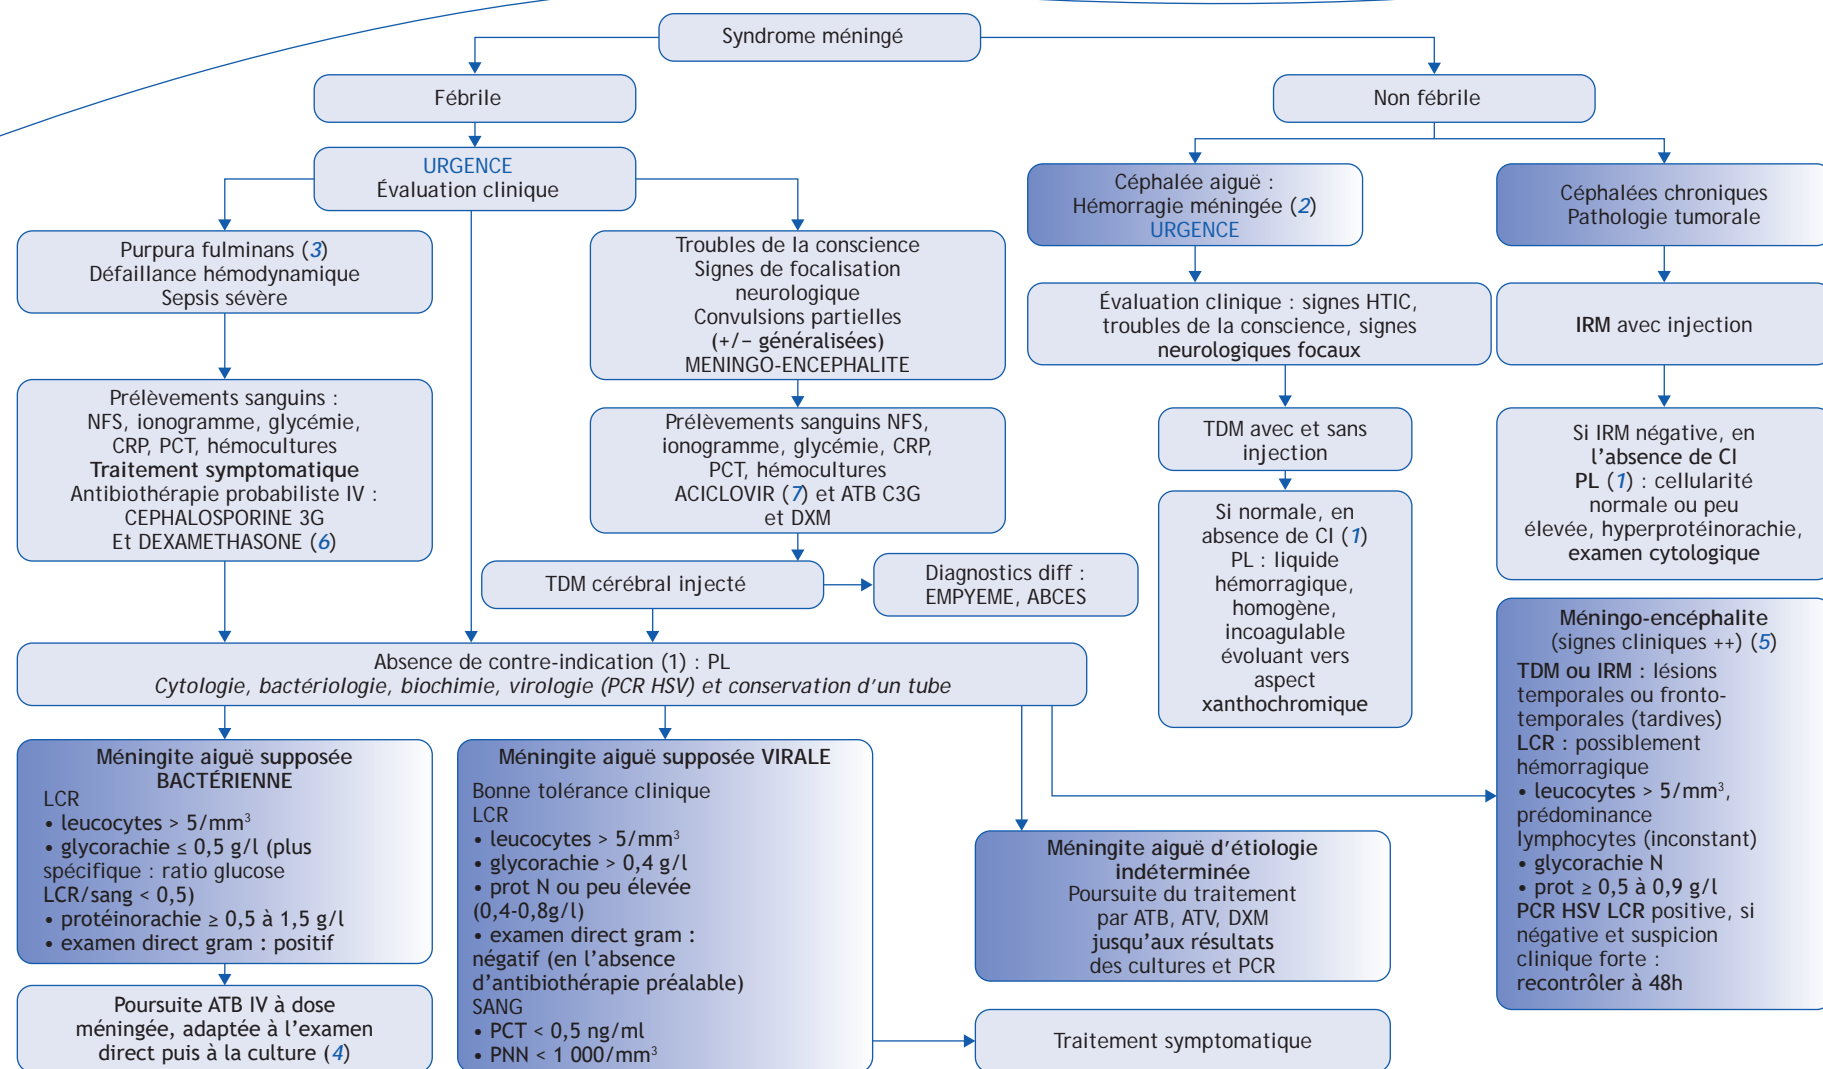 Syndrome méningé
Fébrile
Non fébrile
URGENCE
Évaluation clinique
Purpura fulminans (3)
Défaillance hémodynamique
Sepsis sévère
Troubles de la conscience
Signes de focalisation
neurologique
Convulsions partielles
(+/− généralisées)
MENINGO-ENCEPHALITE
Céphalée aiguë :
Hémorragie méningée (2)
URGENCE
Céphalées chroniques
Pathologie tumorale
Évaluation clinique : signes HTIC,
troubles de la conscience, signes
neurologiques focaux
IRM avec injection
Prélèvements sanguins :
NFS, ionogramme, glycémie,
CRP, PCT, hémocultures
Traitement symptomatique
Antibiothérapie probabiliste IV :
CEPHALOSPORINE 3G
Et DEXAMETHASONE (6)
Prélèvements sanguins NFS,
ionogramme, glycémie, CRP,
PCT, hémocultures
ACICLOVIR (7) et ATB C3G
et DXM
TDM avec et sans
injection
Si IRM négative, en
l'absence de CI
PL (1) : cellularité
normale ou peu
élevée, hyperprotéinorachie,
examen cytologique
Si normale, en
absence de CI (1)
PL : liquide
hémorragique,
homogène,
incoagulable
évoluant vers
aspect
xanthochromique
TDM cérébral injecté
Diagnostics diff :
EMPYEME, ABCES
Absence de contre-indication (1) : PL
Cytologie, bactériologie, biochimie, virologie (PCR HSV) et conservation d'un tube
Méningite aiguë supposée
BACTÉRIENNE
LCR
• leucocytes > 5/mm³
• glycorachie ≤ 0,5 g/l (plus
spécifique : ratio glucose
LCR/sang < 0,5)
• protéinorachie ≥ 0,5 à 1,5 g/l
• examen direct gram : positif
Poursuite ATB IV à dose
méningée, adaptée à l'examen
direct puis à la culture (4)
Méningite aiguë supposée VIRALE
Bonne tolérance clinique
LCR
• leucocytes > 5/mm³
• glycorachie > 0,4 g/l
• prot N ou peu élevée
(0,4-0,8g/l)
• examen direct gram :
négatif (en l'absence
d'antibiothérapie préalable)
SANG
• PCT < 0,5 ng/ml
• PNN < 1 000/mm³
Méningite aiguë d'étiologie
indéterminée
Poursuite du traitement
par ATB, ATV, DXM
jusqu'aux résultats
des cultures et PCR
Traitement symptomatique
Méningo-encéphalite
(signes cliniques ++) (5)
TDM ou IRM : lésions
temporales ou fronto-
temporales (tardives)
LCR : possiblement
hémorragique
• leucocytes > 5/mm³,
prédominance
lymphocytes (inconstant)
• glycorachie N
• prot ≥ 0,5 à 0,9 g/l
PCR HSV LCR positive, si
négative et suspicion
clinique forte :
recontrôler à 48h